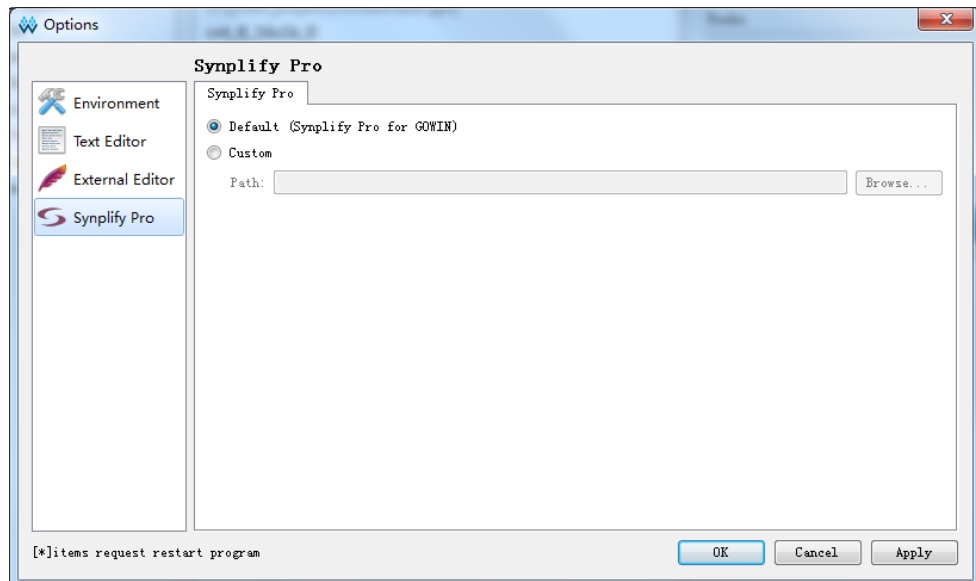 Options
Synplify Pro
Environment
Text Editor
External Editor
Synplify Pro
Synplify Pro
Default (Synplify Pro for GOWIN)
Custom
Path:
Browse...
[*]items request restart program
OK
Cancel
Apply